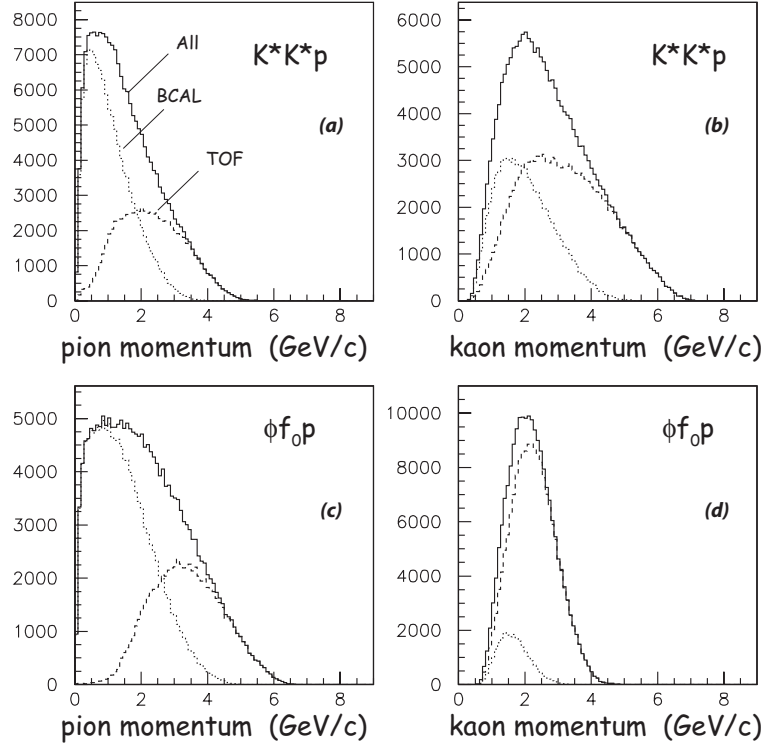 8000
7000
6000
5000
4000
3000
2000
1000
0
All
BCAL
TOF
K*K*p
(a)
0 2 4 6 8
pion momentum (GeV/c)
6000
5000
4000
3000
2000
1000
0
K*K*p
(b)
0 2 4 6 8
kaon momentum (GeV/c)
5000
4000
3000
2000
1000
0
ϕf₀p
(c)
0 2 4 6 8
pion momentum (GeV/c)
10000
8000
6000
4000
2000
0
ϕf₀p
(d)
0 2 4 6 8
kaon momentum (GeV/c)